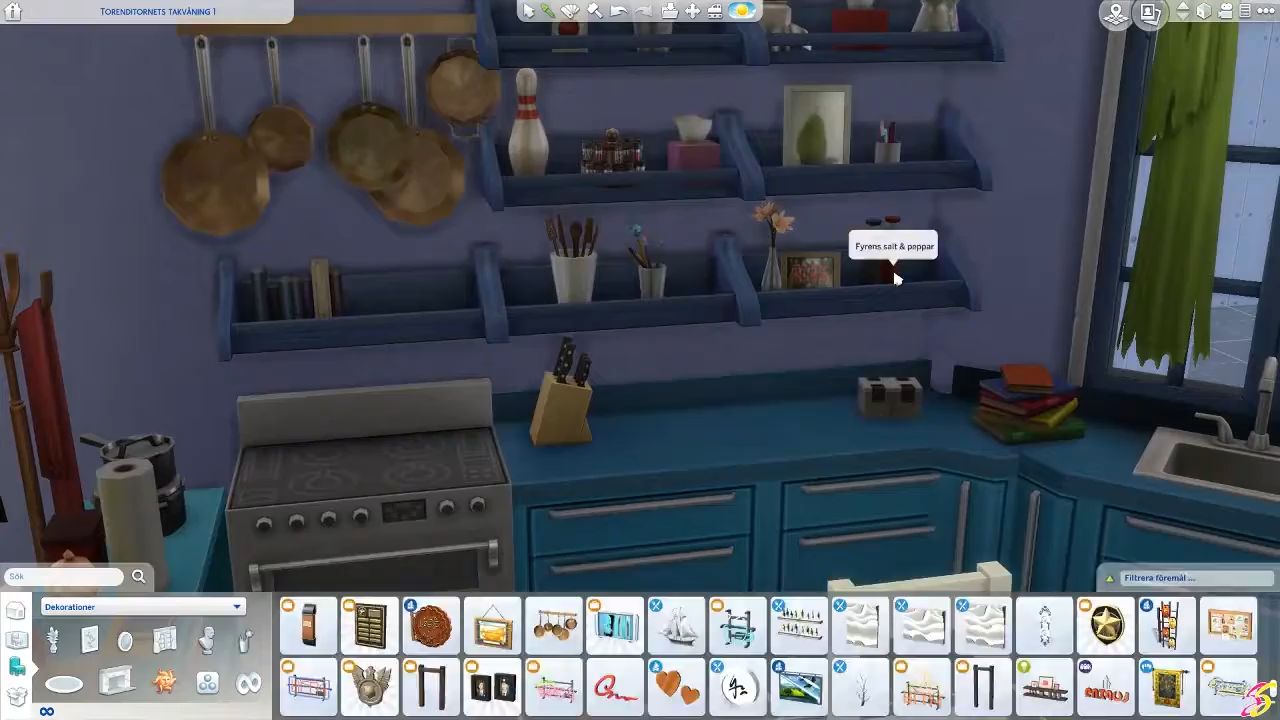 TORENDITORNETS TAKVÅNING 1
Fyrens salt & peppar
Sök
Filtrera föremål ...
Dekorationer